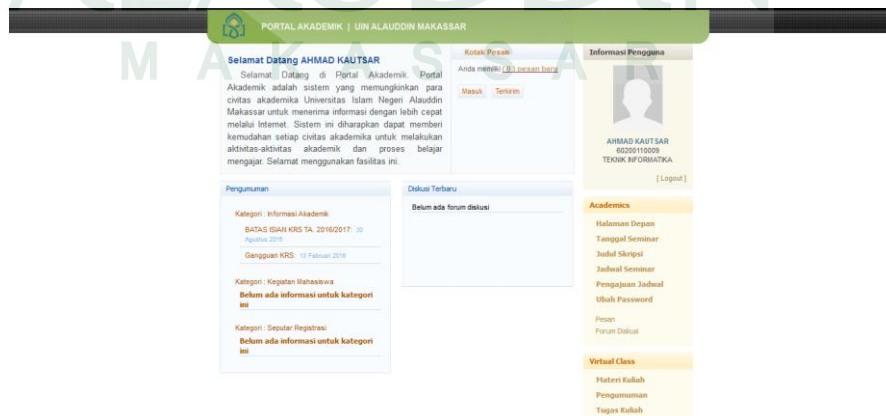 PORTAL AKADEMIK | UIN ALAUDDIN MAKASSAR
MAKASSAR
Selamat Datang AHMAD KAUTSAR
Selamat Datang di Portal Akademik. Portal
Akademik adalah sistem yang memungkinkan para
civitas akademika Universitas Islam Negeri Alauddin
Makassar untuk menerima informasi dengan lebih cepat
melalui Internet. Sistem ini diharapkan dapat memberi
kemudahan setiap civitas akademika untuk melakukan
aktivitas-aktivitas akademik dan proses belajar
mengajar. Selamat menggunakan fasilitas ini.
Kotak Pesan
Anda memiliki ( 0 ) pesan baru
Masuk Terkirim
Informasi Pengguna
AHMAD KAUTSAR
60200110009
TEKNIK INFORMATIKA
[ Logout ]
Pengumuman
Kategori : Informasi Akademik
BATAS ISIAN KRS TA. 2016/2017:
Agustus 2016
Gangguan KRS: 13 Februari 2016
Kategori : Kegiatan Mahasiswa
Belum ada informasi untuk kategori
ini
Kategori : Seputar Registrasi
Belum ada informasi untuk kategori
ini
Diskusi Terbaru
Belum ada forum diskusi
Academics
Halaman Depan
Tanggal Seminar
Judul Skripsi
Jadwal Seminar
Pengajuan Jadwal
Ubah Password
Pesan
Forum Diskusi
Virtual Class
Materi Kuliah
Pengumuman
Tugas Kuliah